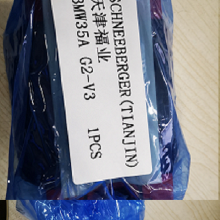 SCHNEEBERGER(TIANJIN)
天津福业
BMW35A G2-V3
1PCS